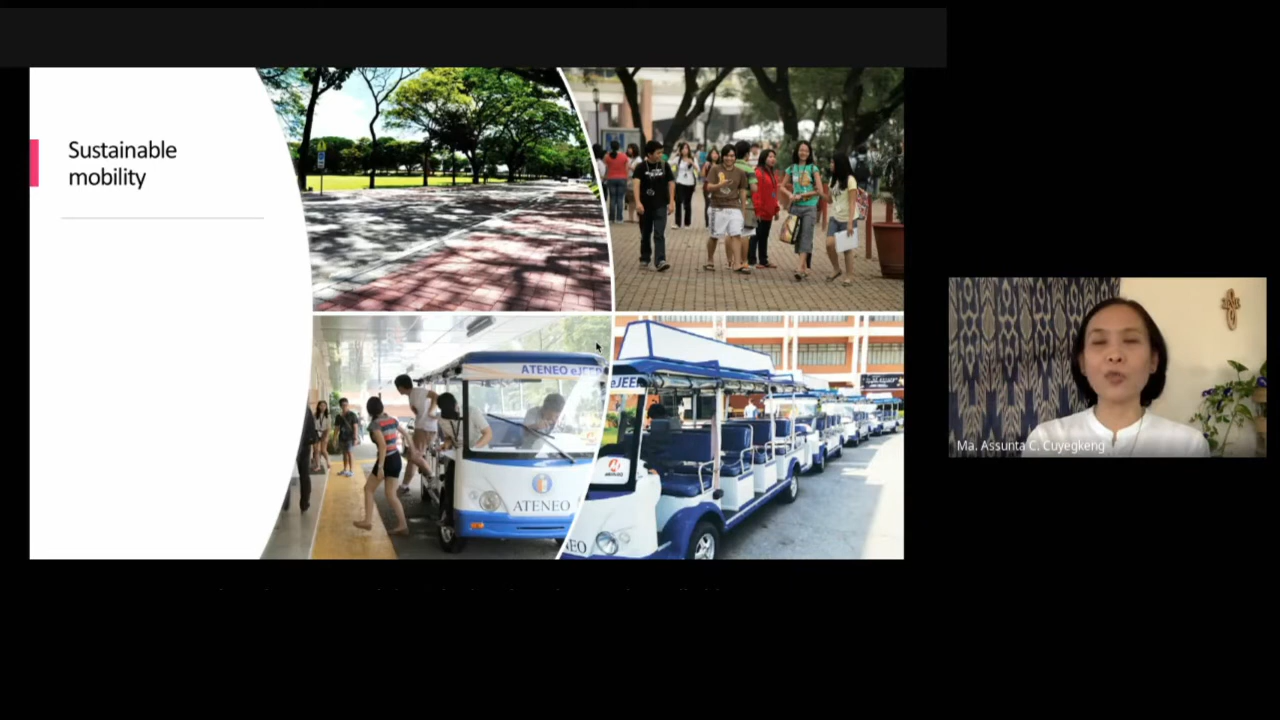 Sustainable
mobility
ATENEO eJEEP
ATENEO
eJEEP
Ma. Assunta C. Cuyegkeng